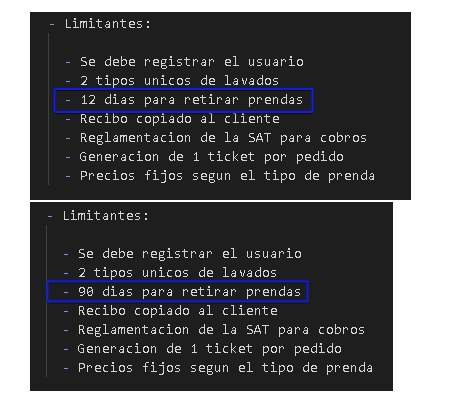 - Limitantes:
- Se debe registrar el usuario
- 2 tipos unicos de lavados
- 12 dias para retirar prendas
- Recibo copiado al cliente
- Reglamentacion de la SAT para cobros
- Generacion de 1 ticket por pedido
- Precios fijos segun el tipo de prenda
- Limitantes:
- Se debe registrar el usuario
- 2 tipos unicos de lavados
- 90 dias para retirar prendas
- Recibo copiado al cliente
- Reglamentacion de la SAT para cobros
- Generacion de 1 ticket por pedido
- Precios fijos segun el tipo de prenda